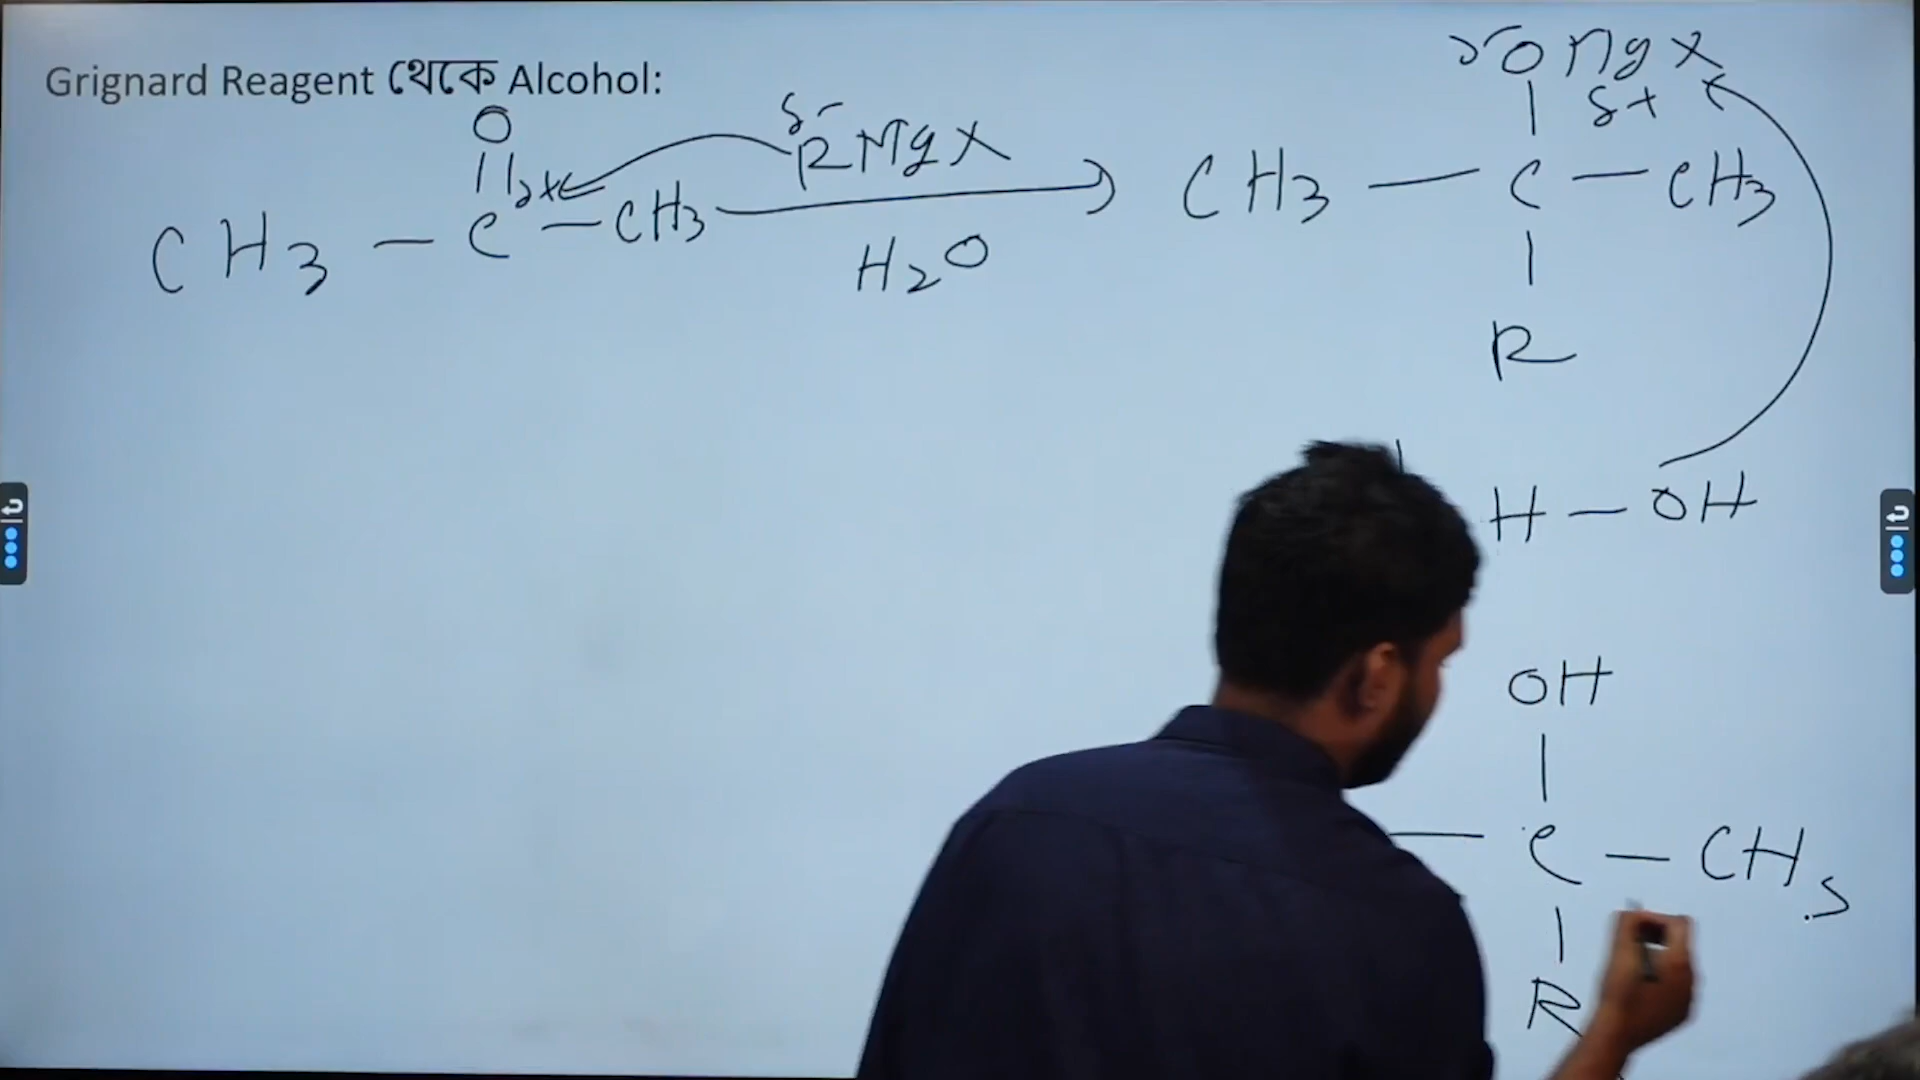 Grignard Reagent থেকে Alcohol:
O
||
CH3 — C — CH3
δ-
RMgX
H2O
OMgX
| δ+
CH3 — C — CH3
|
R
H — OH
OH
|
— C — CH3
|
R